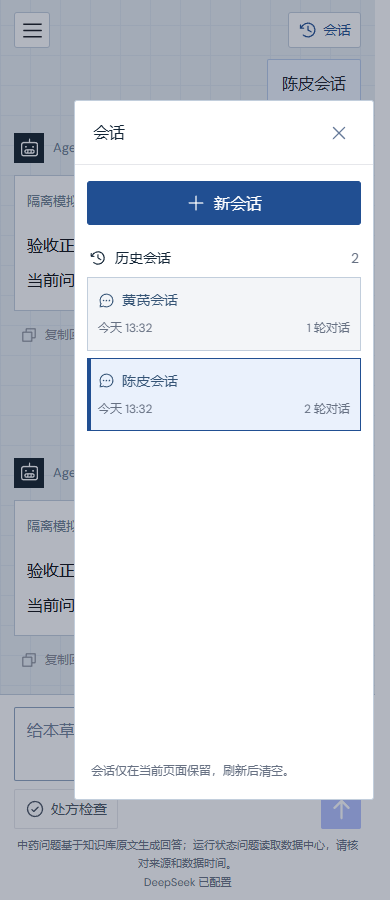 会话
陈皮会话
会话
Age
新会话
隔离模拟
历史会话
2
验收正
黄芪会话
当前问
今天 13:32
1 轮对话
复制回
陈皮会话
今天 13:32
2 轮对话
Age
隔离模拟
验收正
当前问
复制回
给本草
会话仅在当前页面保留，刷新后清空。
处方检查
中药问题基于知识库原文生成回答；运行状态问题读取数据中心，请核
对来源和数据时间。
DeepSeek 已配置